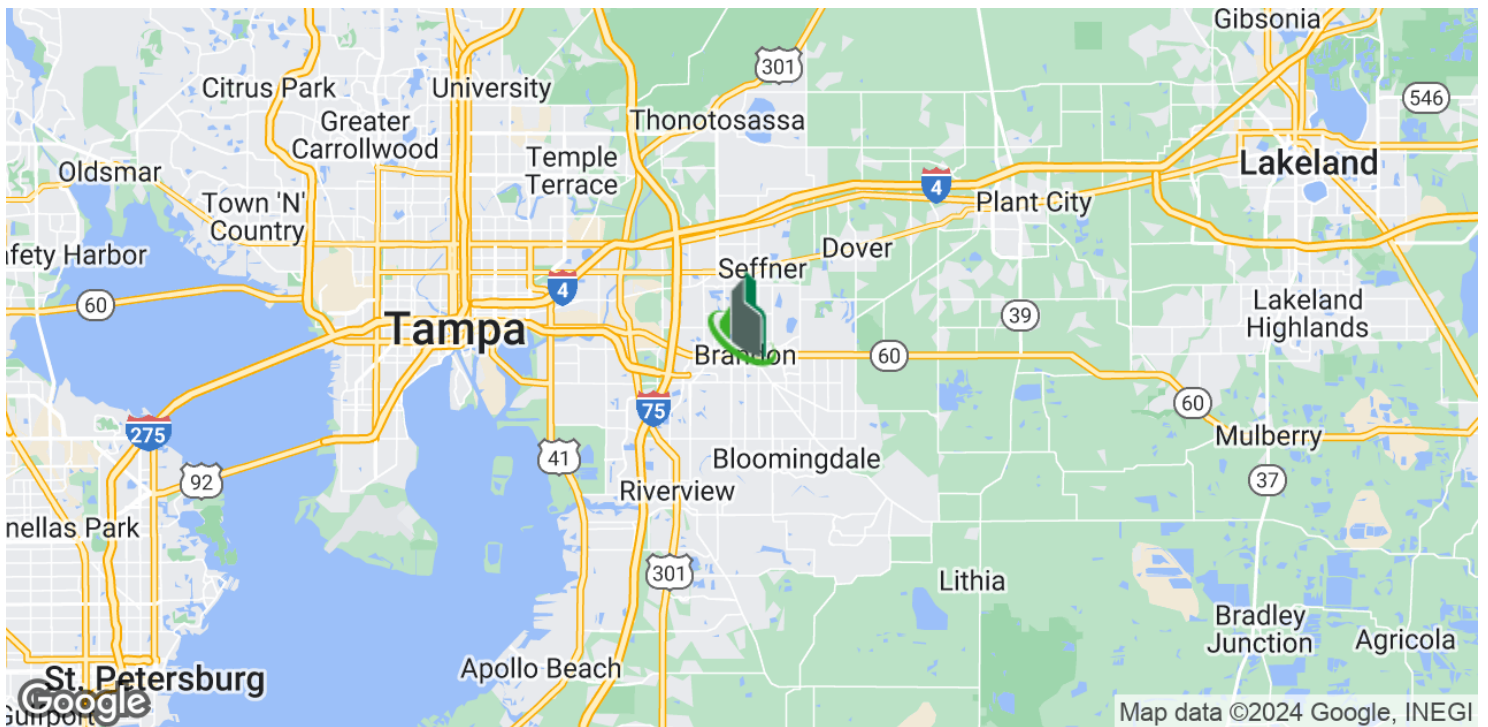 Gibsonia
301
Citrus Park
University
546
Thonotosassa
Greater
Carrollwood
Temple
Terrace
Oldsmar
Lakeland
4
Town 'N'
Country
Plant City
afety Harbor
Dover
Seffner
60
4
39
Lakeland
Highlands
Tampa
Brandon
60
75
60
275
Mulberry
41
Bloomingdale
92
37
Riverview
nellas Park
301
Lithia
Bradley
Junction
Agricola
Apollo Beach
St. Petersburg
Google
Gulfport
Map data ©2024 Google, INEGI